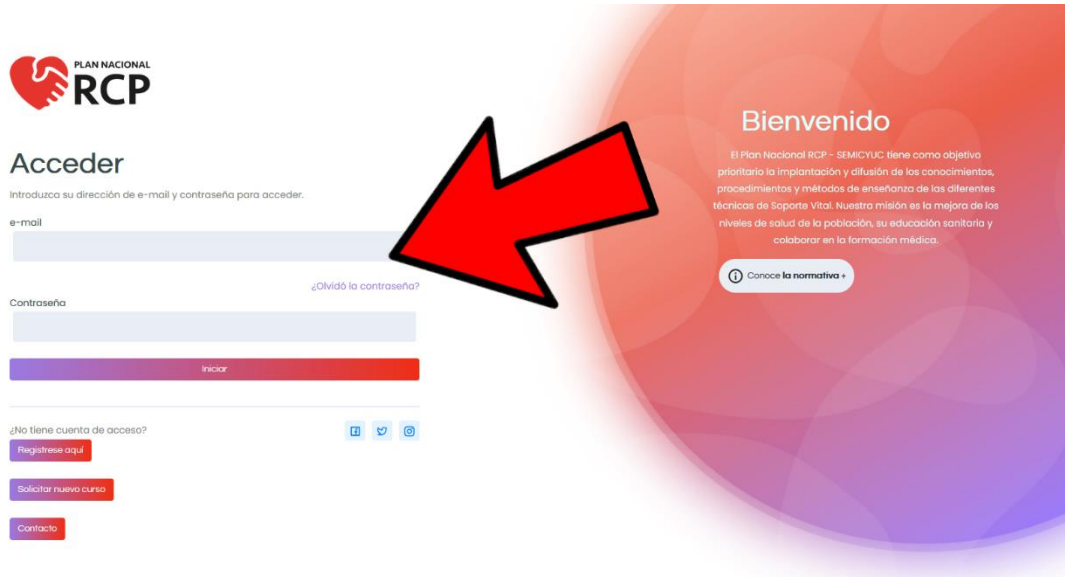 PLAN NACIONAL
RCP
Acceder
Introduzca su dirección de e-mail y contraseña para acceder.
e-mail
¿Olvidó la contraseña?
Contraseña
Iniciar
¿No tiene cuenta de acceso?
Registrese aquí
Solicitar nuevo curso
Contacto
Bienvenido
El Plan Nacional RCP - SEMICYUC tiene como objetivo
prioritario la implantación y difusión de los conocimientos,
procedimientos y métodos de enseñanza de las diferentes
técnicas de Soporte Vital. Nuestra misión es la mejora de los
niveles de salud de la población, su educación sanitaria y
colaborar en la formación médica.
Conoce la normativa +